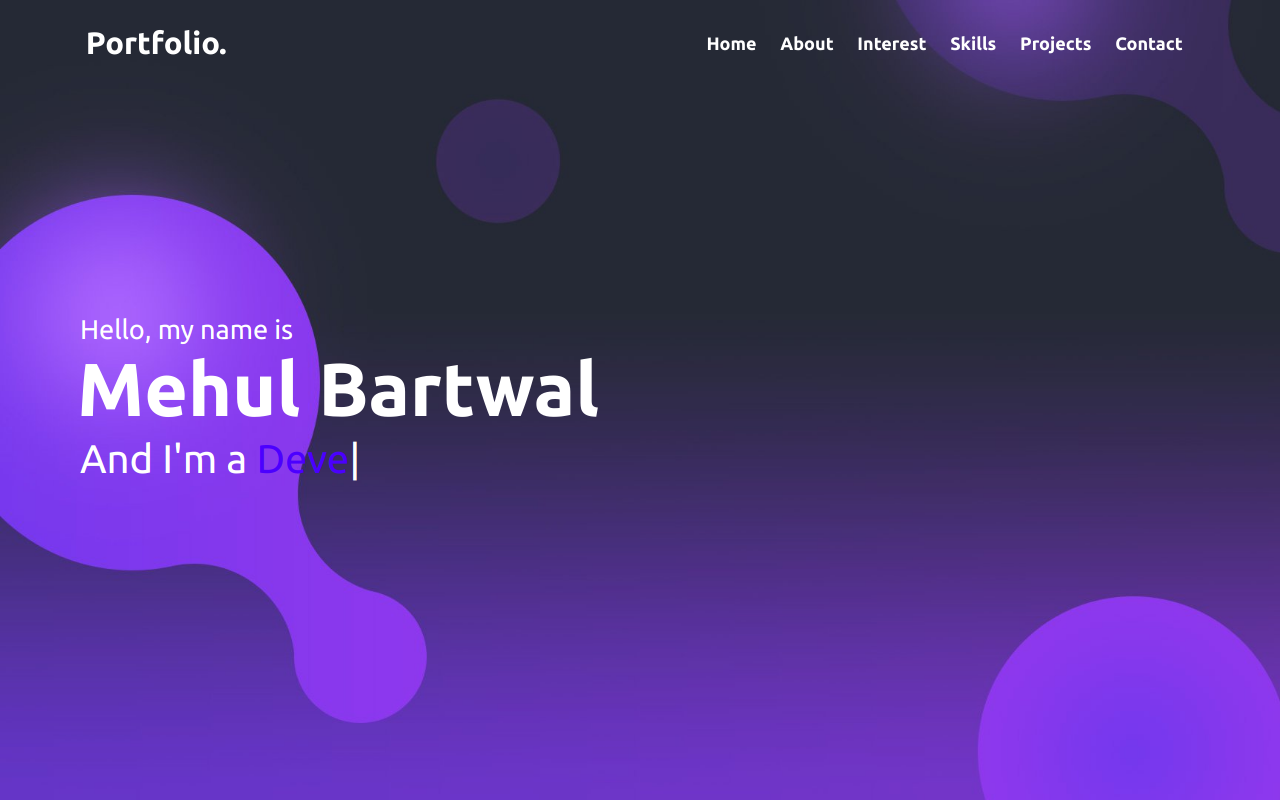 Portfolio.
Home About Interest Skills Projects Contact
Hello, my name is
Mehul Bartwal
And I'm a Deve|